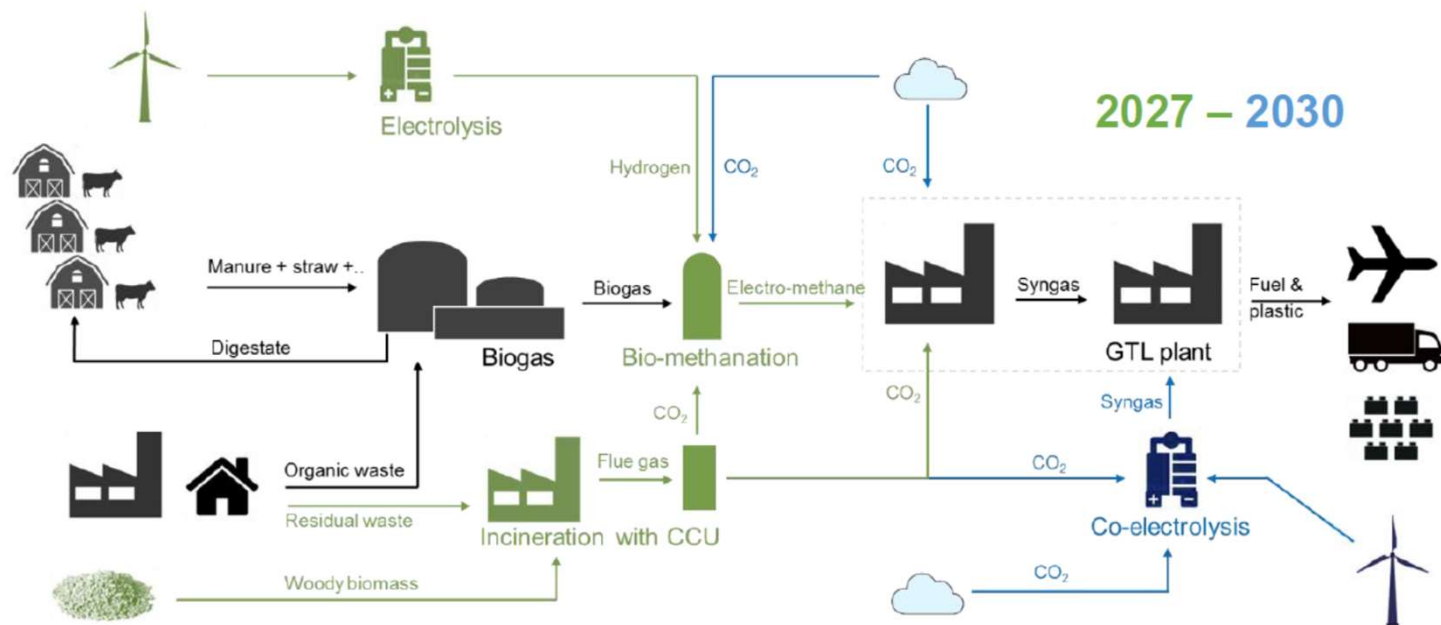 Electrolysis
2027 – 2030
Hydrogen
CO₂
CO₂
Manure + straw +..
Biogas
Electro-methane
Syngas
Fuel &
plastic
Digestate
Biogas
Bio-methanation
GTL plant
CO₂
CO₂
Syngas
Organic waste
Flue gas
CO₂
Residual waste
Incineration with CCU
Co-electrolysis
Woody biomass
CO₂